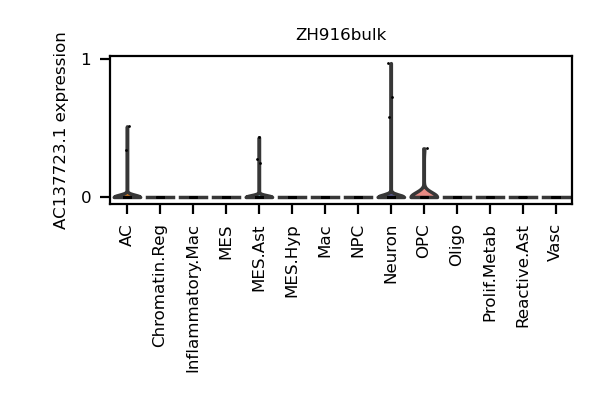 ZH916bulk
AC137723.1 expression
1
0
AC
Chromatin.Reg
Inflammatory.Mac
MES
MES.Ast
MES.Hyp
Mac
NPC
Neuron
OPC
Oligo
Prolif.Metab
Reactive.Ast
Vasc